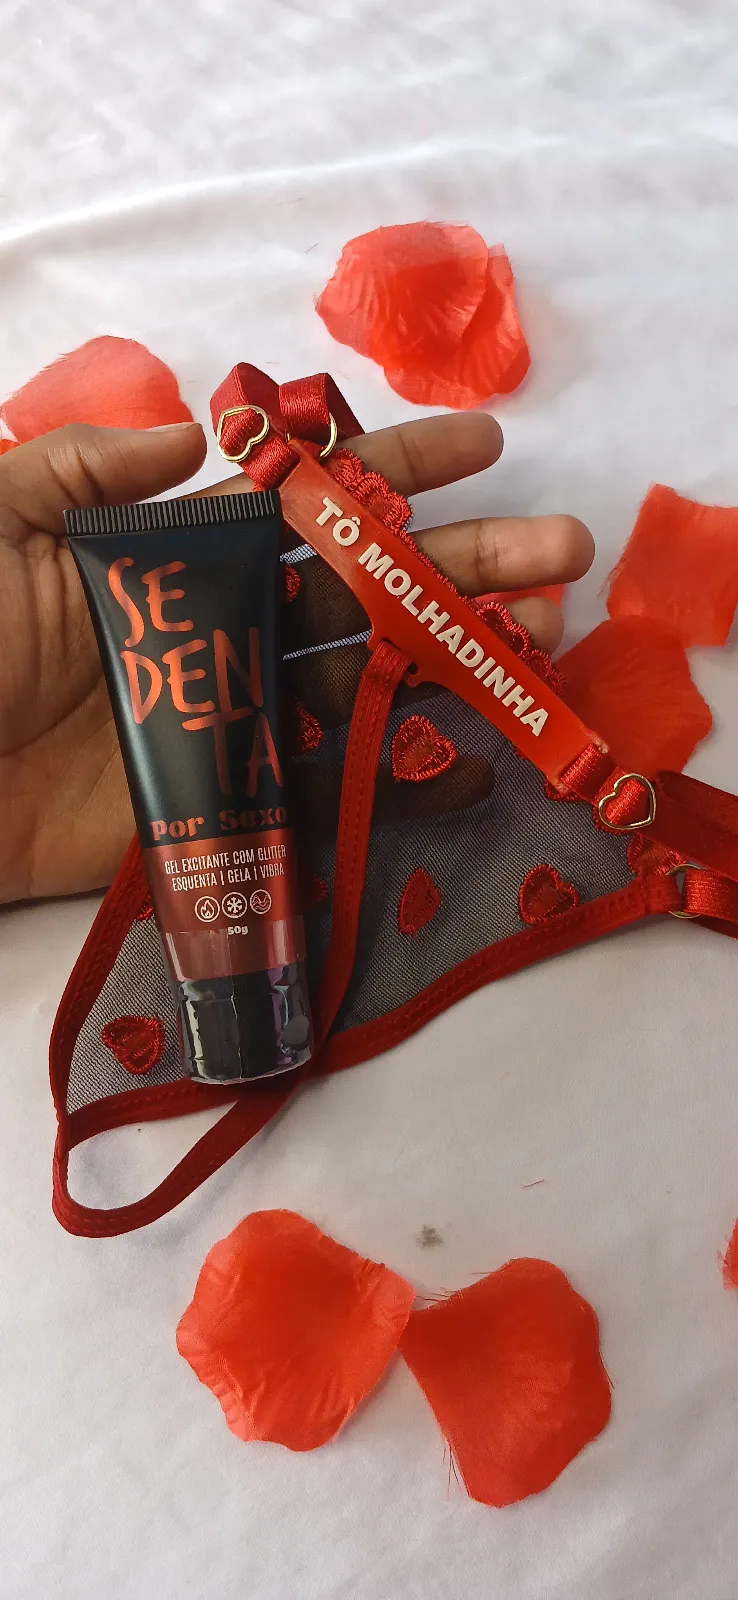 SE
DEN
TA
Por Sexo
GEL EXCITANTE COM GLITTER
ESQUENTA | GELA | VIBRA
50g
TÔ MOLHADINHA